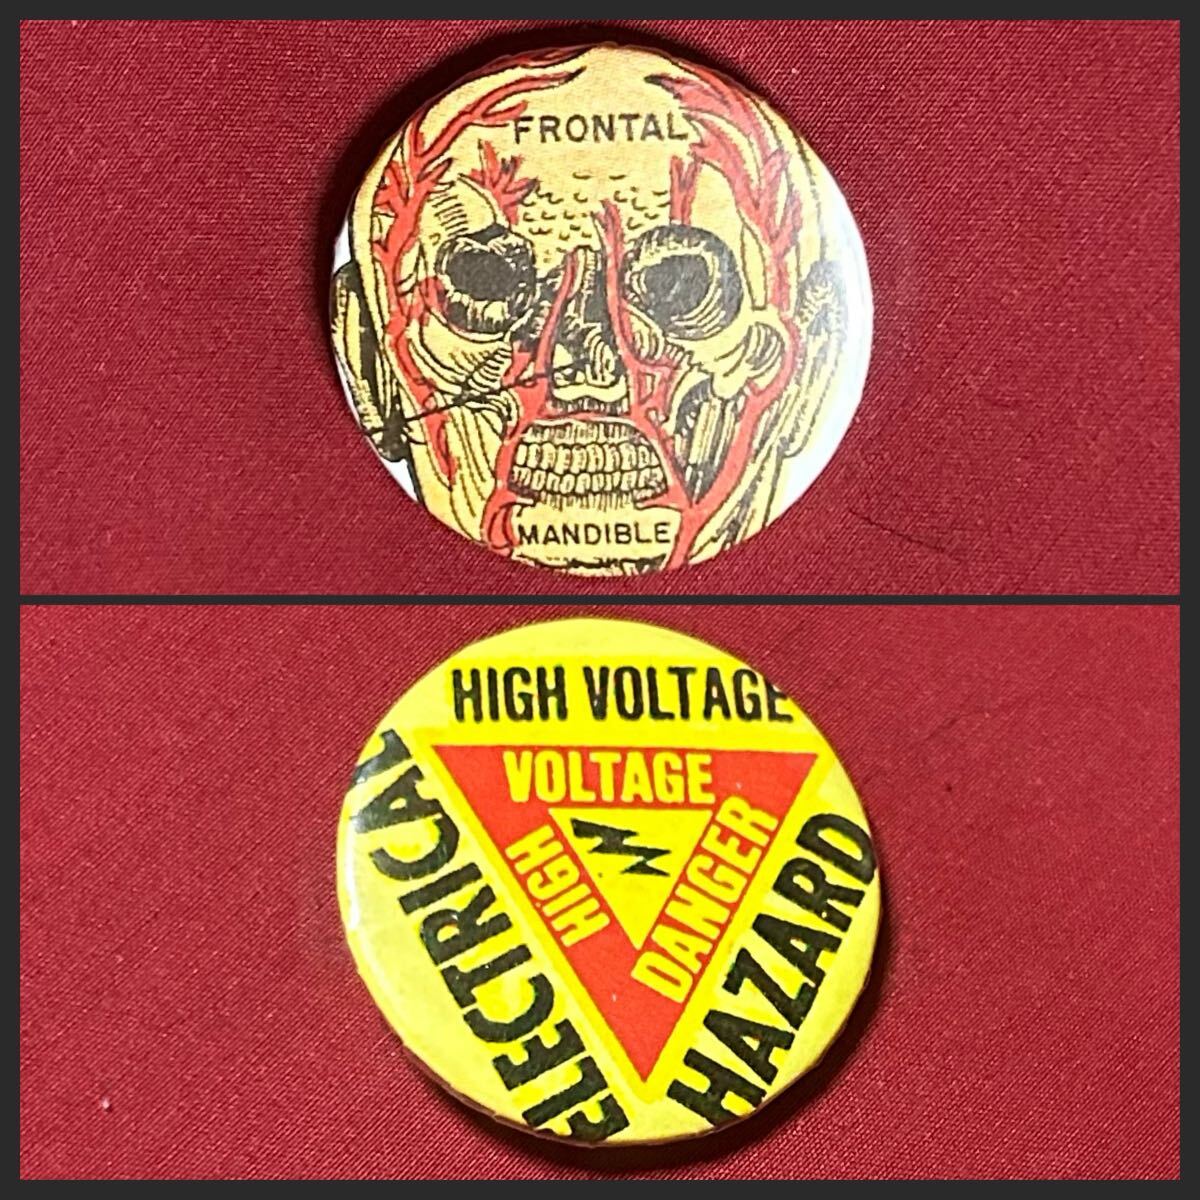 FRONTAL
MANDIBLE
HIGH VOLTAGE
ELECTRICAL
HAZARD
HIGH
VOLTAGE
DANGER